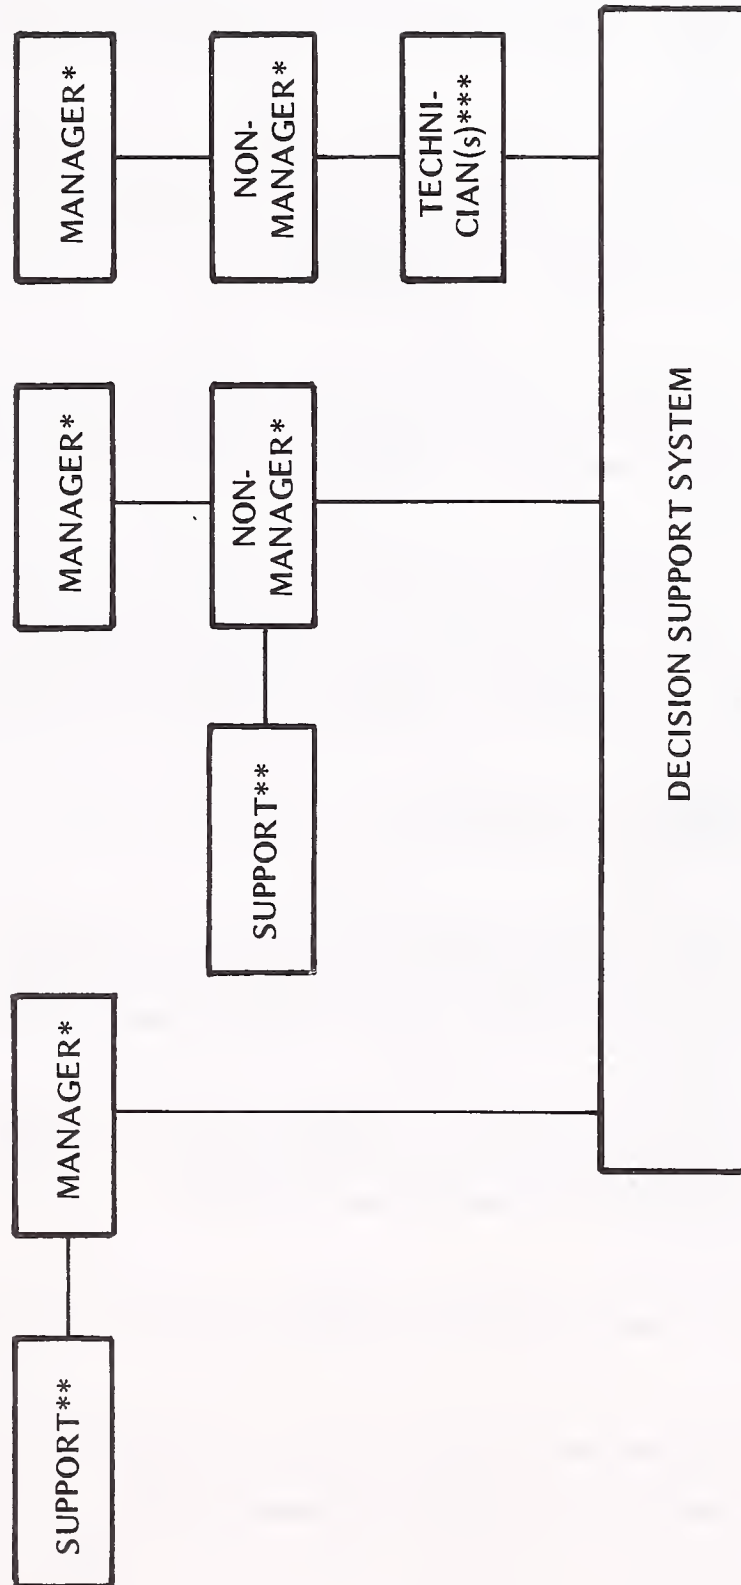 SUPPORT**
MANAGER*
MANAGER*
MANAGER*
SUPPORT**
NON-
MANAGER*
NON-
MANAGER*
TECHNI-
CIAN(s)***
DECISION SUPPORT SYSTEM